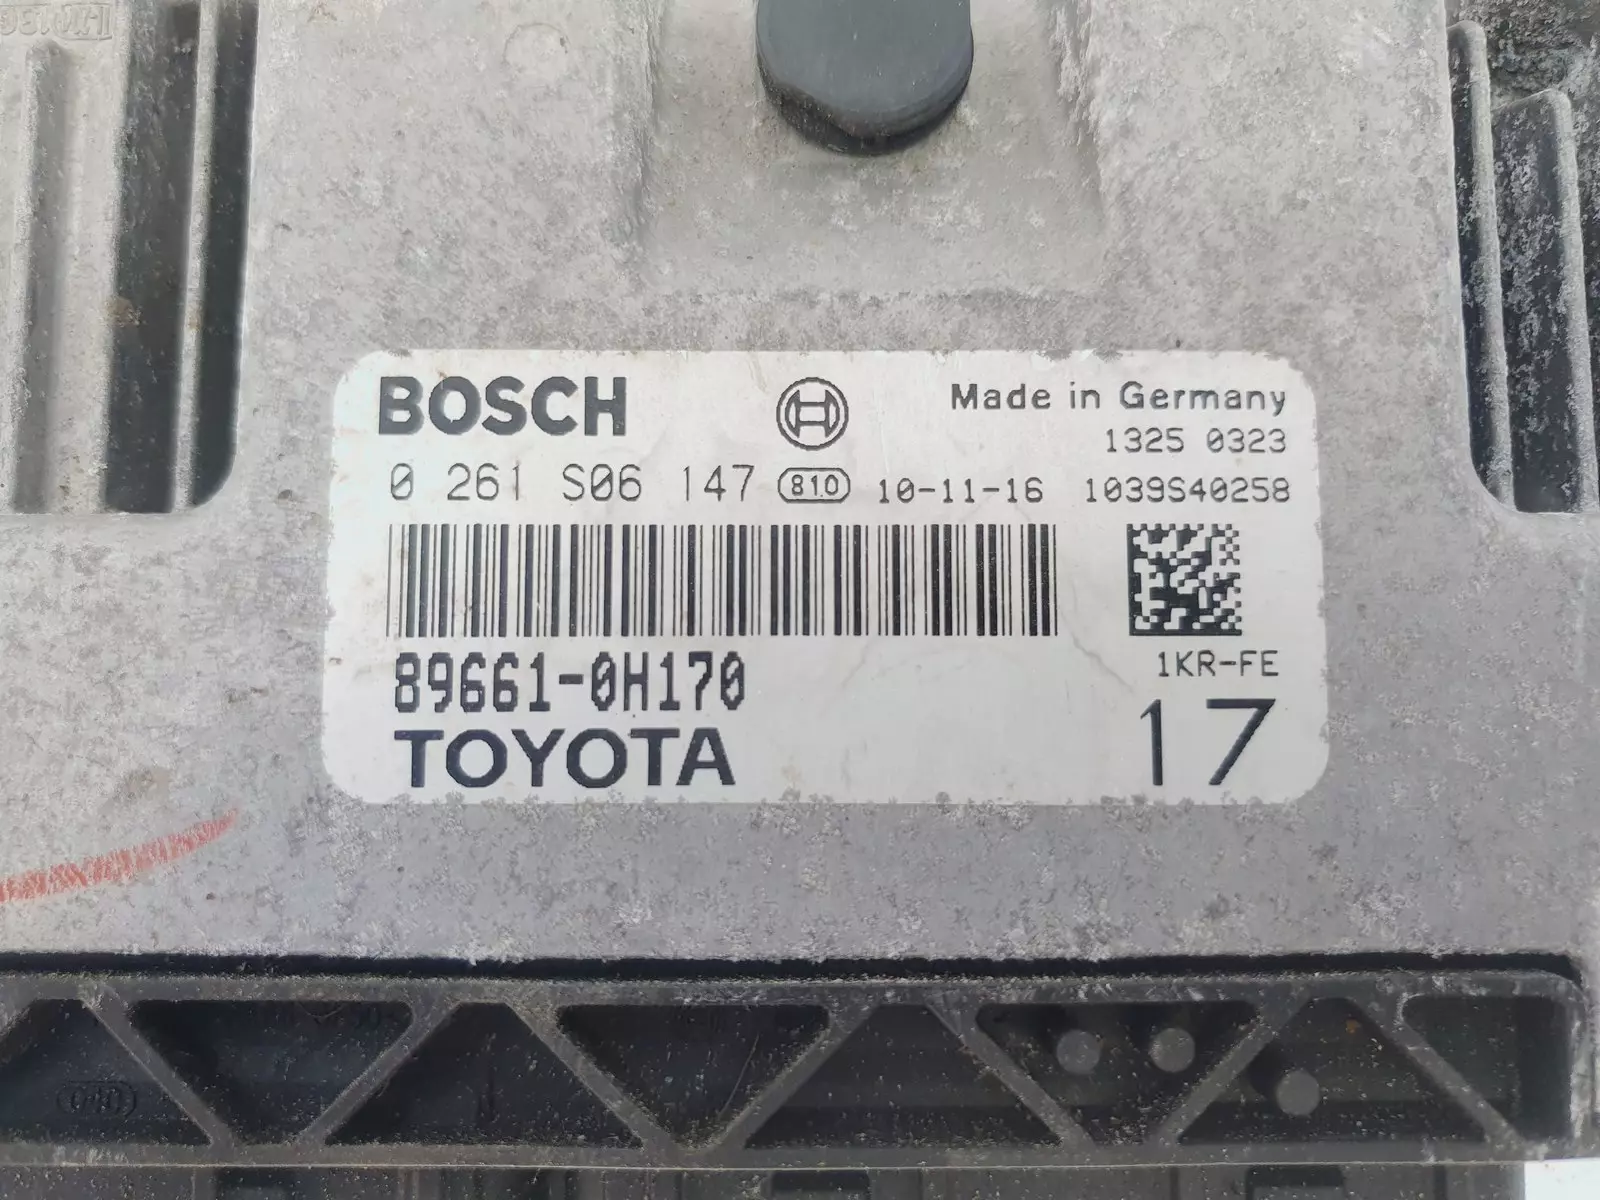 BOSCH
Made in Germany
1325 0323
0 261 S06 147 810 10-11-16 1039S40258
89661-0H170
1KR-FE
TOYOTA
17